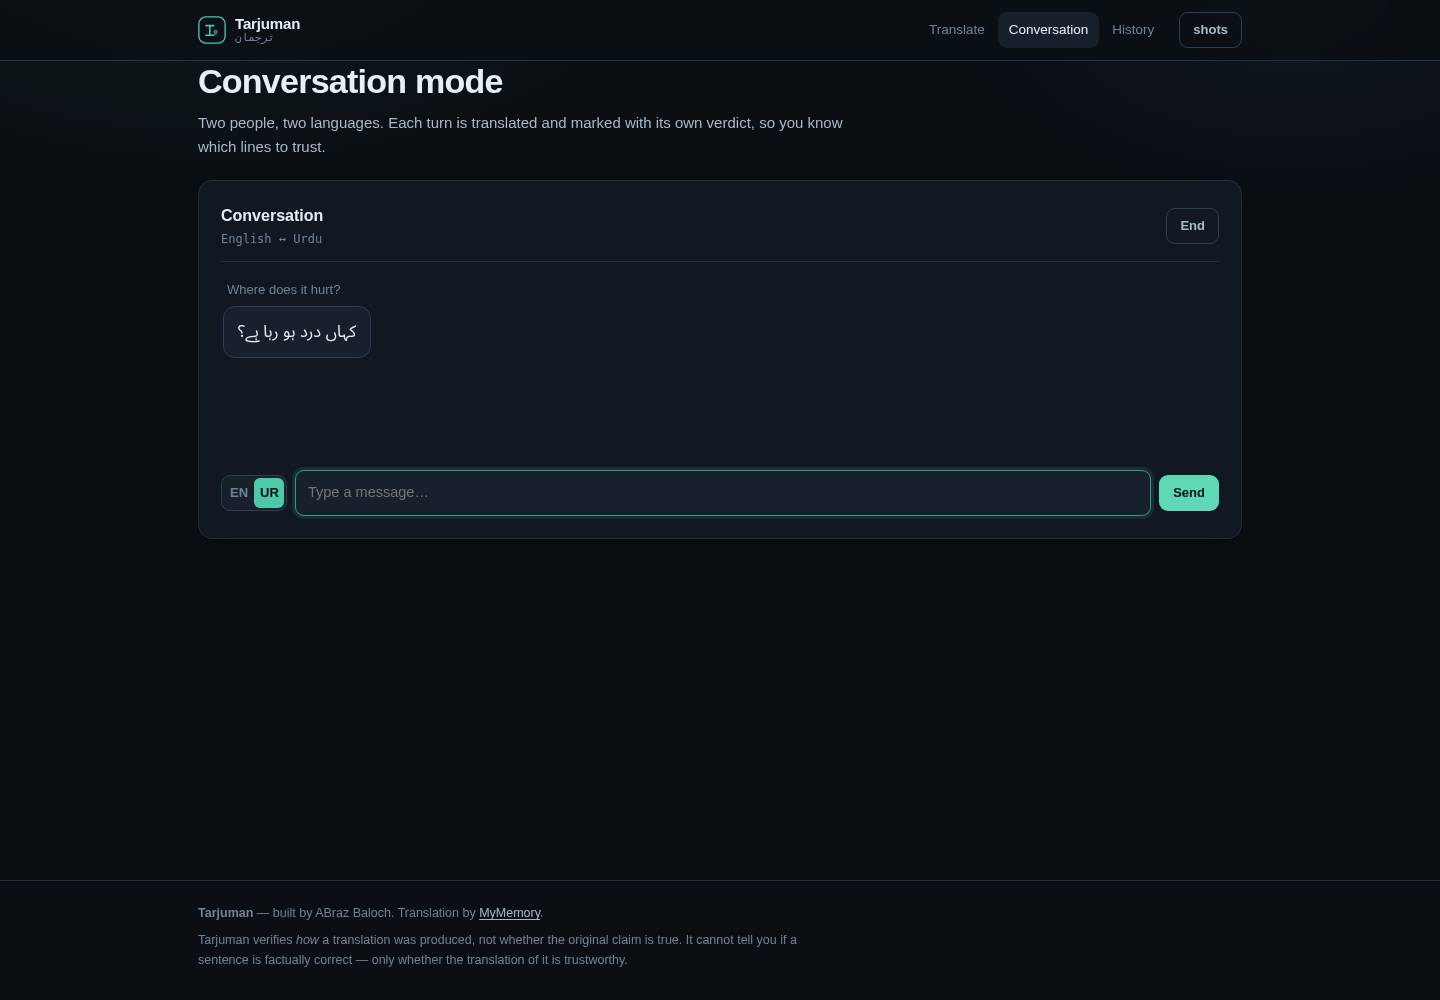 Tarjuman
ترجمان
Translate
Conversation
History
shots
Conversation mode
Two people, two languages. Each turn is translated and marked with its own verdict, so you know
which lines to trust.
Conversation
English ↔ Urdu
End
Where does it hurt?
کہاں درد ہو رہا ہے؟
EN
UR
Type a message…
Send
Tarjuman — built by ABraz Baloch. Translation by MyMemory.
Tarjuman verifies how a translation was produced, not whether the original claim is true. It cannot tell you if a
sentence is factually correct — only whether the translation of it is trustworthy.